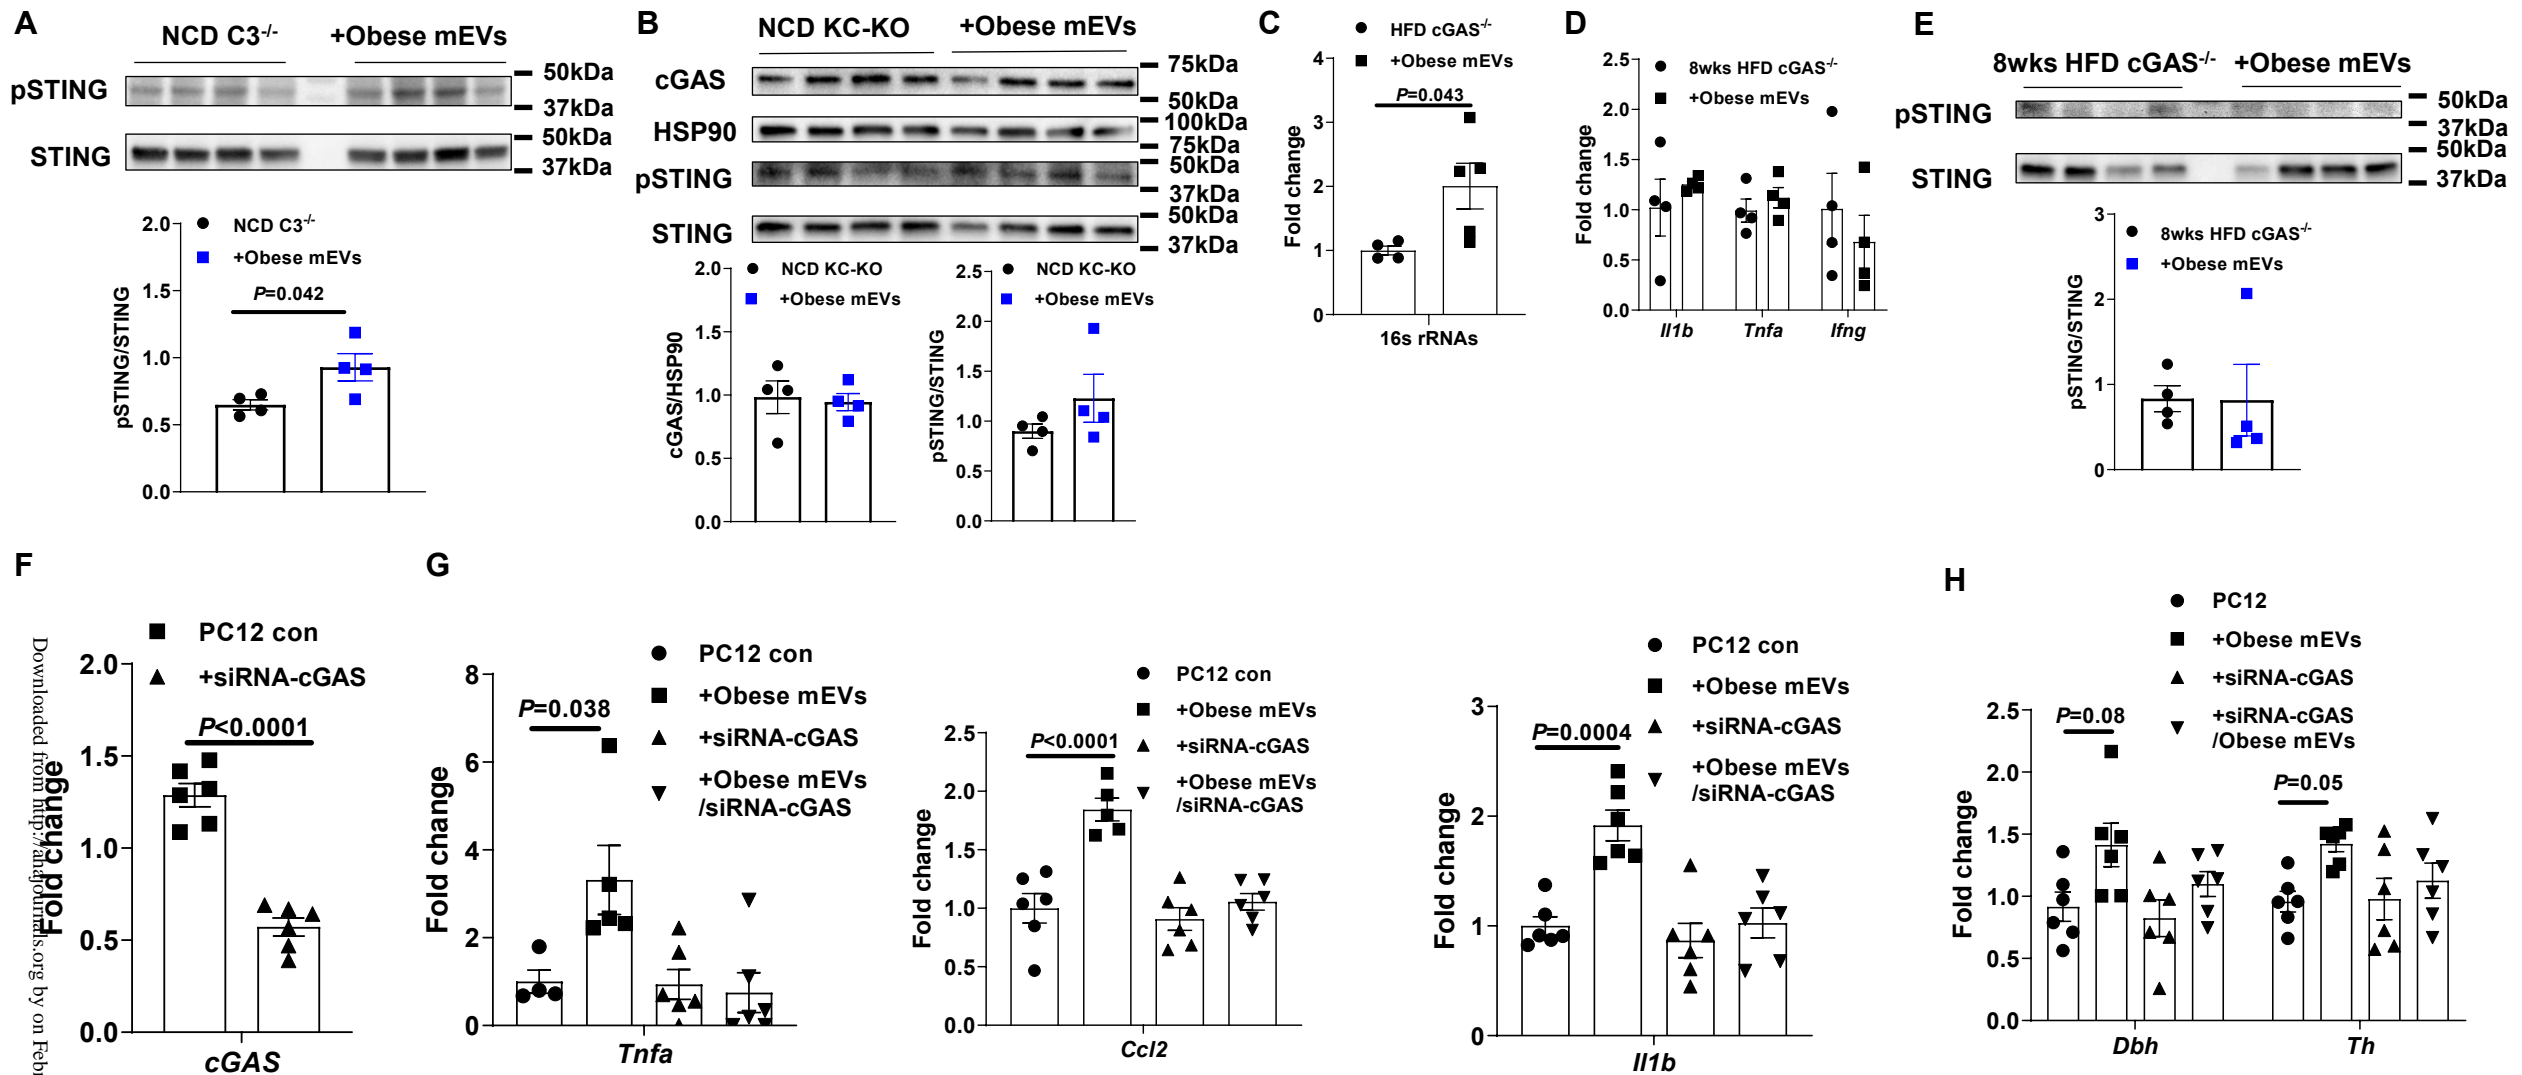 A
NCD C3-/-
+Obese mEVs
pSTING
50kDa
37kDa
STING
50kDa
37kDa
NCD C3-/-
+Obese mEVs
P=0.042
pSTING/STING
2.0
1.5
1.0
0.5
0.0
B
NCD KC-KO
+Obese mEVs
cGAS
75kDa
50kDa
HSP90
100kDa
75kDa
pSTING
50kDa
37kDa
STING
50kDa
37kDa
NCD KC-KO
+Obese mEVs
cGAS/HSP90
2.0
1.5
1.0
0.5
0.0
NCD KC-KO
+Obese mEVs
pSTING/STING
2.5
2.0
1.5
1.0
0.5
0.0
C
HFD cGAS-/-
+Obese mEVs
P=0.043
Fold change
4
3
2
1
0
16s rRNAs
D
8wks HFD cGAS-/-
+Obese mEVs
Fold change
2.5
2.0
1.5
1.0
0.5
0.0
Il1b
Tnfa
Ifng
E
8wks HFD cGAS-/-
+Obese mEVs
pSTING
50kDa
37kDa
STING
50kDa
37kDa
8wks HFD cGAS-/-
+Obese mEVs
pSTING/STING
3
2
1
0
F
PC12 con
+siRNA-cGAS
P<0.0001
Fold change
2.0
1.5
1.0
0.5
0.0
cGAS
Downloaded from http://ahajournals.org by on Febr
G
PC12 con
+Obese mEVs
+siRNA-cGAS
+Obese mEVs
/siRNA-cGAS
P=0.038
Fold change
8
6
4
2
0
Tnfa
PC12 con
+Obese mEVs
+siRNA-cGAS
+Obese mEVs
/siRNA-cGAS
P<0.0001
Fold change
2.5
2.0
1.5
1.0
0.5
0.0
Ccl2
PC12 con
+Obese mEVs
+siRNA-cGAS
+Obese mEVs
/siRNA-cGAS
P=0.0004
Fold change
3
2
1
0
Il1b
H
PC12
+Obese mEVs
+siRNA-cGAS
+siRNA-cGAS
/Obese mEVs
P=0.08
P=0.05
Fold change
2.5
2.0
1.5
1.0
0.5
0.0
Dbh
Th